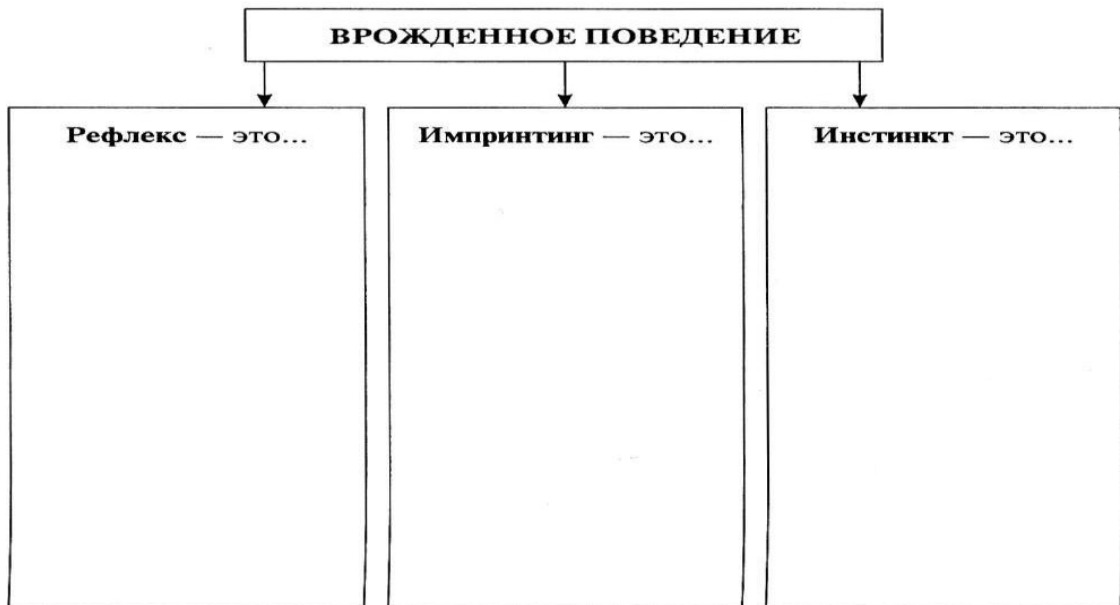 ВРОЖДЕННОЕ ПОВЕДЕНИЕ
Рефлекс — это...
Импринтинг — это...
Инстинкт — это...